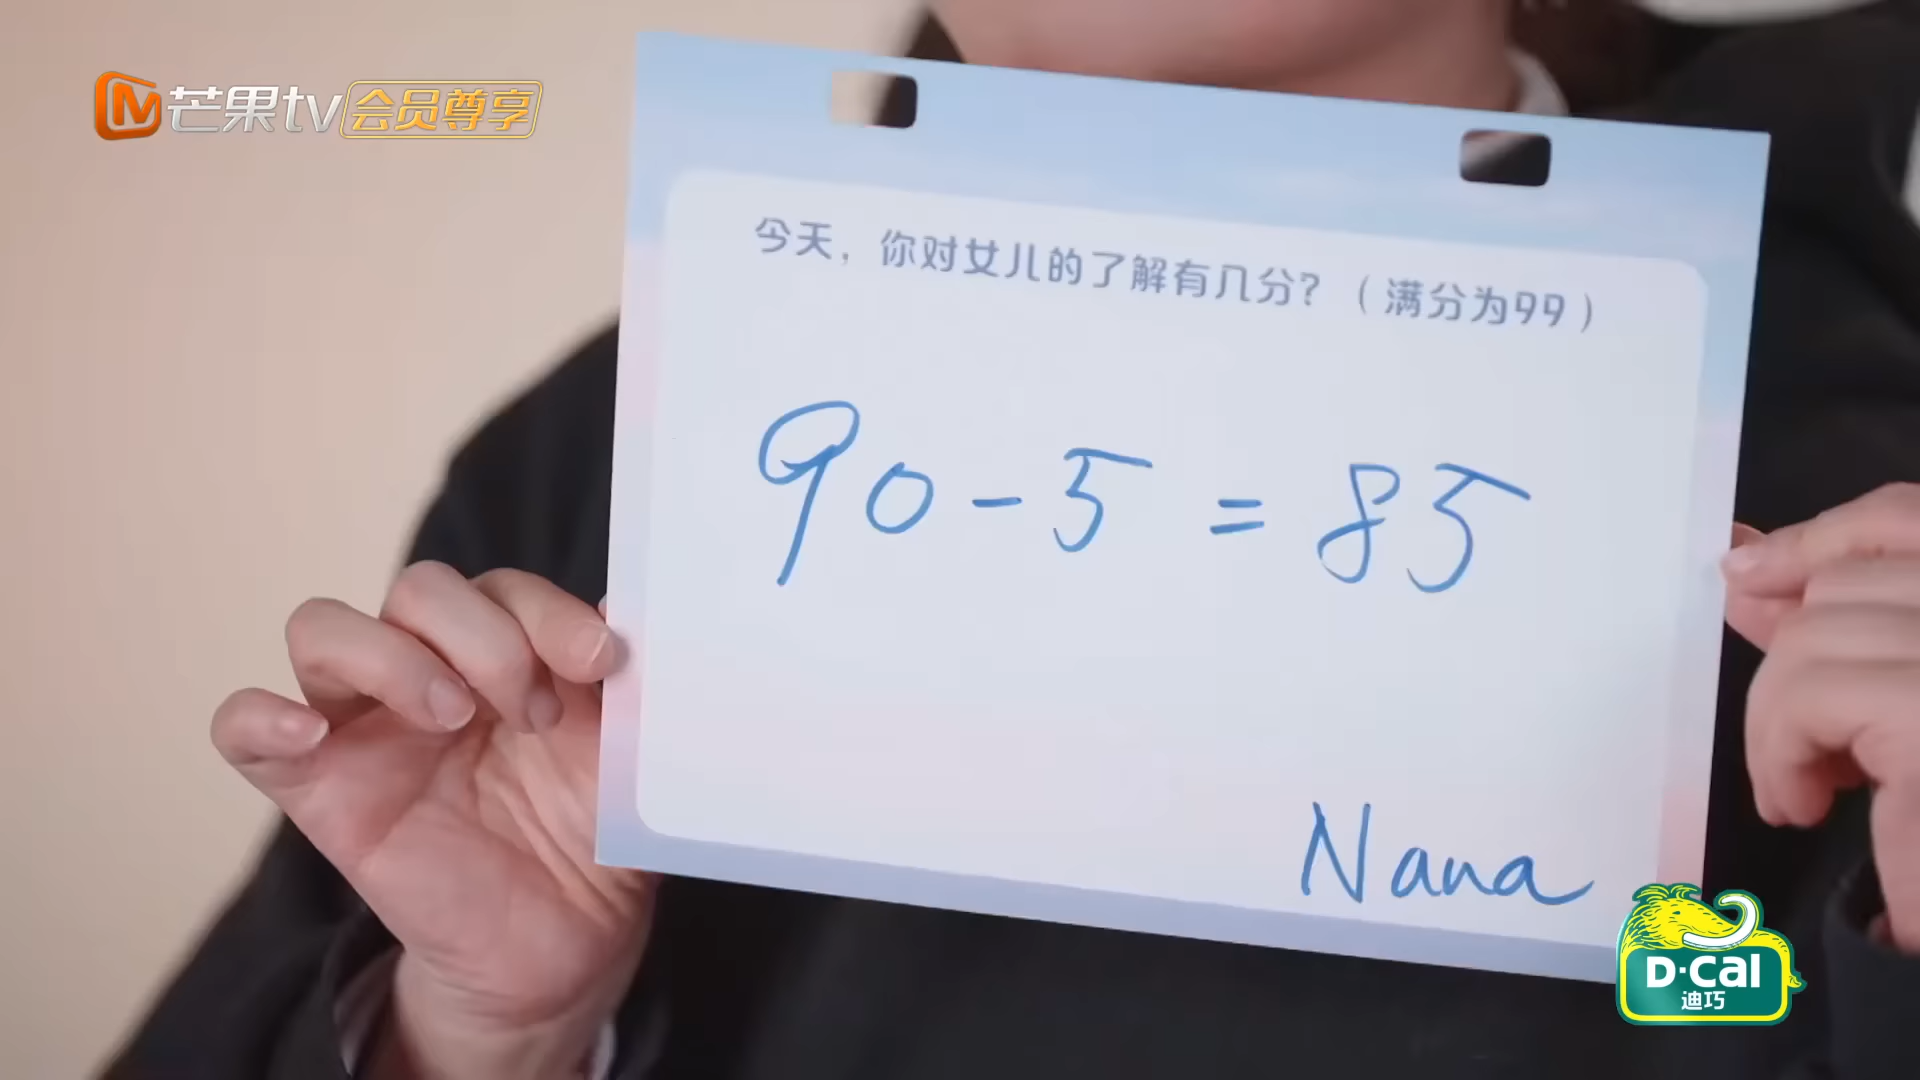 芒果tv会员尊享
今天，你对女儿的了解有几分？（满分为99）
90-5=85
Nana
D·Cal
迪巧